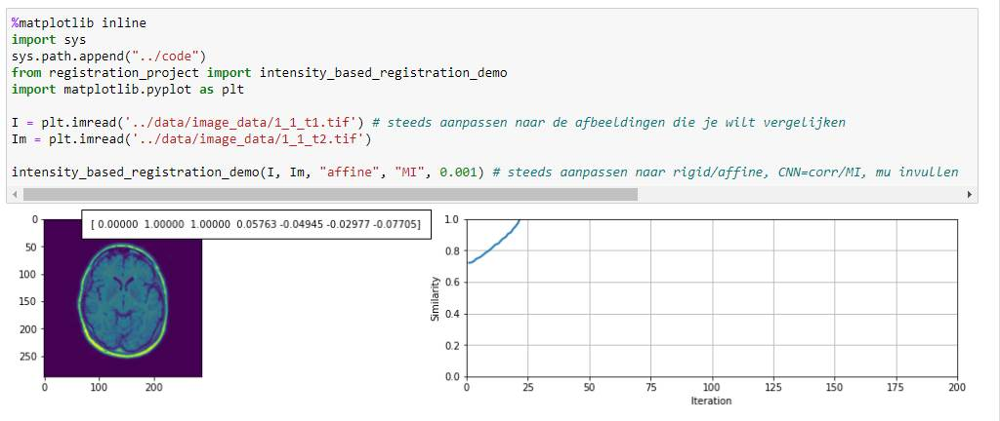 %matplotlib inline
import sys
sys.path.append("../code")
from registration_project import intensity_based_registration_demo
import matplotlib.pyplot as plt
I = plt.imread('../data/image_data/1_1_t1.tif') # steeds aanpassen naar de afbeeldingen die je wilt vergelijken
Im = plt.imread('../data/image_data/1_1_t2.tif')
intensity_based_registration_demo(I, Im, "affine", "MI", 0.001) # steeds aanpassen naar rigid/affine, CNN=corr/MI, mu invullen
[ 0.00000 1.00000 1.00000 0.05763 -0.04945 -0.02977 -0.07705]
0
50
100
150
200
250
0 100 200
Similarity
1.0
0.8
0.6
0.4
0.2
0.0
0 25 50 75 100 125 150 175 200
Iteration